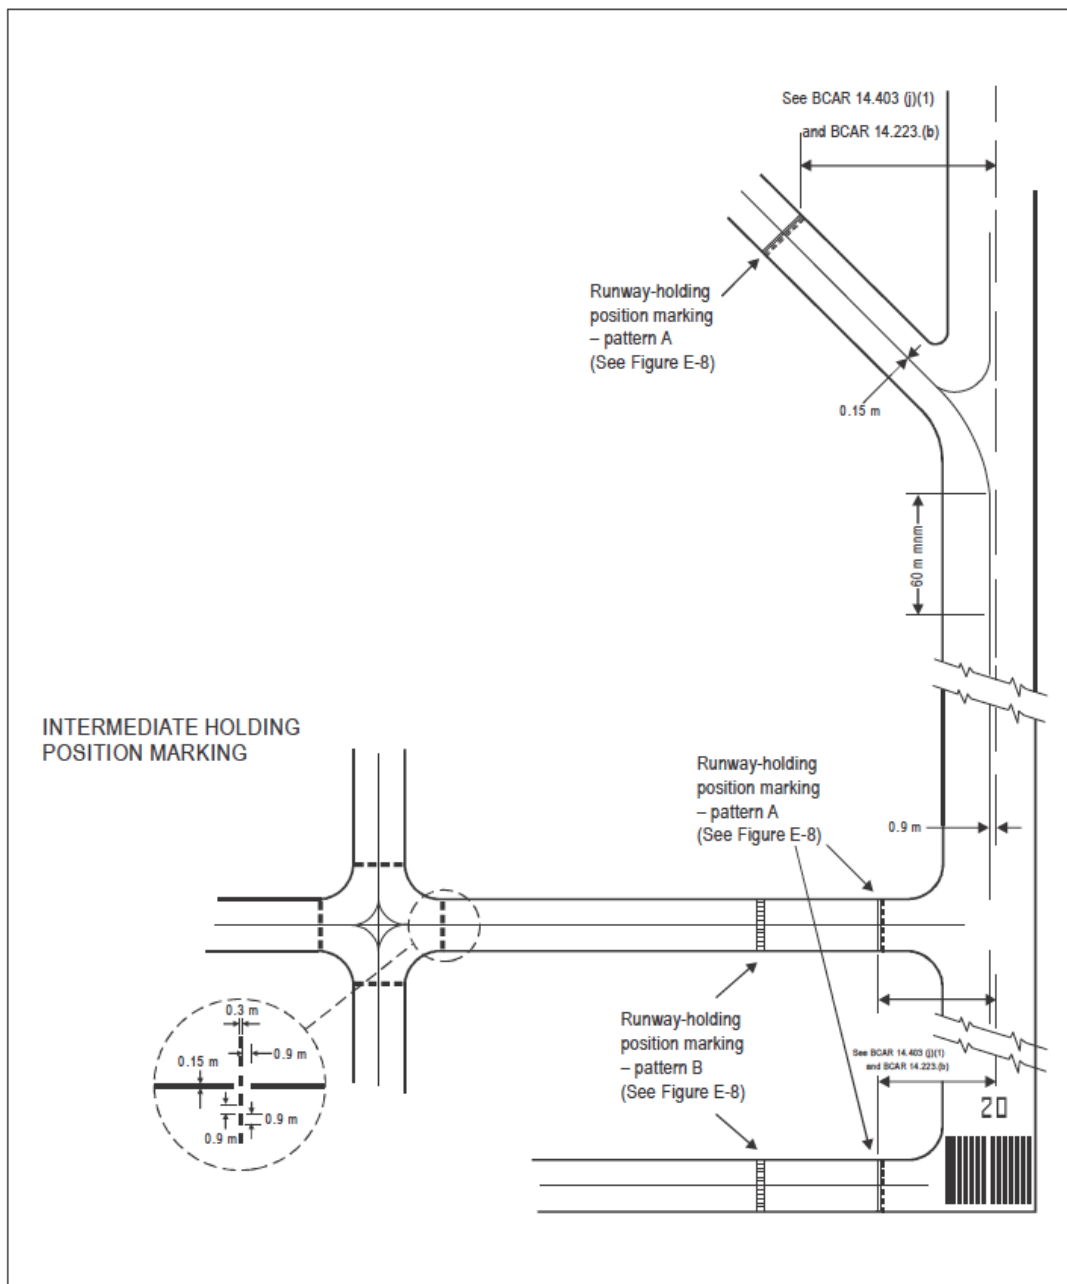 See BCAR 14.403 (j)(1)
and BCAR 14.223.(b)
Runway-holding
position marking
– pattern A
(See Figure E-8)
0.15 m
60 m mnm
INTERMEDIATE HOLDING
POSITION MARKING
Runway-holding
position marking
– pattern A
(See Figure E-8)
0.9 m
0.3 m
0.9 m
0.15 m
0.9 m
0.9 m
Runway-holding
position marking
– pattern B
(See Figure E-8)
See BCAR 14.403 (j)(1)
and BCAR 14.223.(b)
20